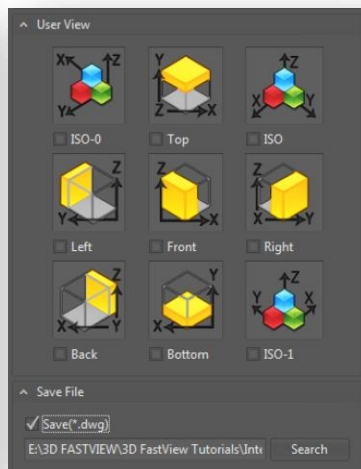 User View
X Z Y
Y Z X
Z X Y
ISO-0 Top ISO
Z Y
Z X
Z Y X
Left Front Right
Z X Y
Y X
Z Y X
Back Bottom ISO-1
Save File
Save(*.dwg)
E:\3D FASTVIEW\3D FastView Tutorials\Inte Search